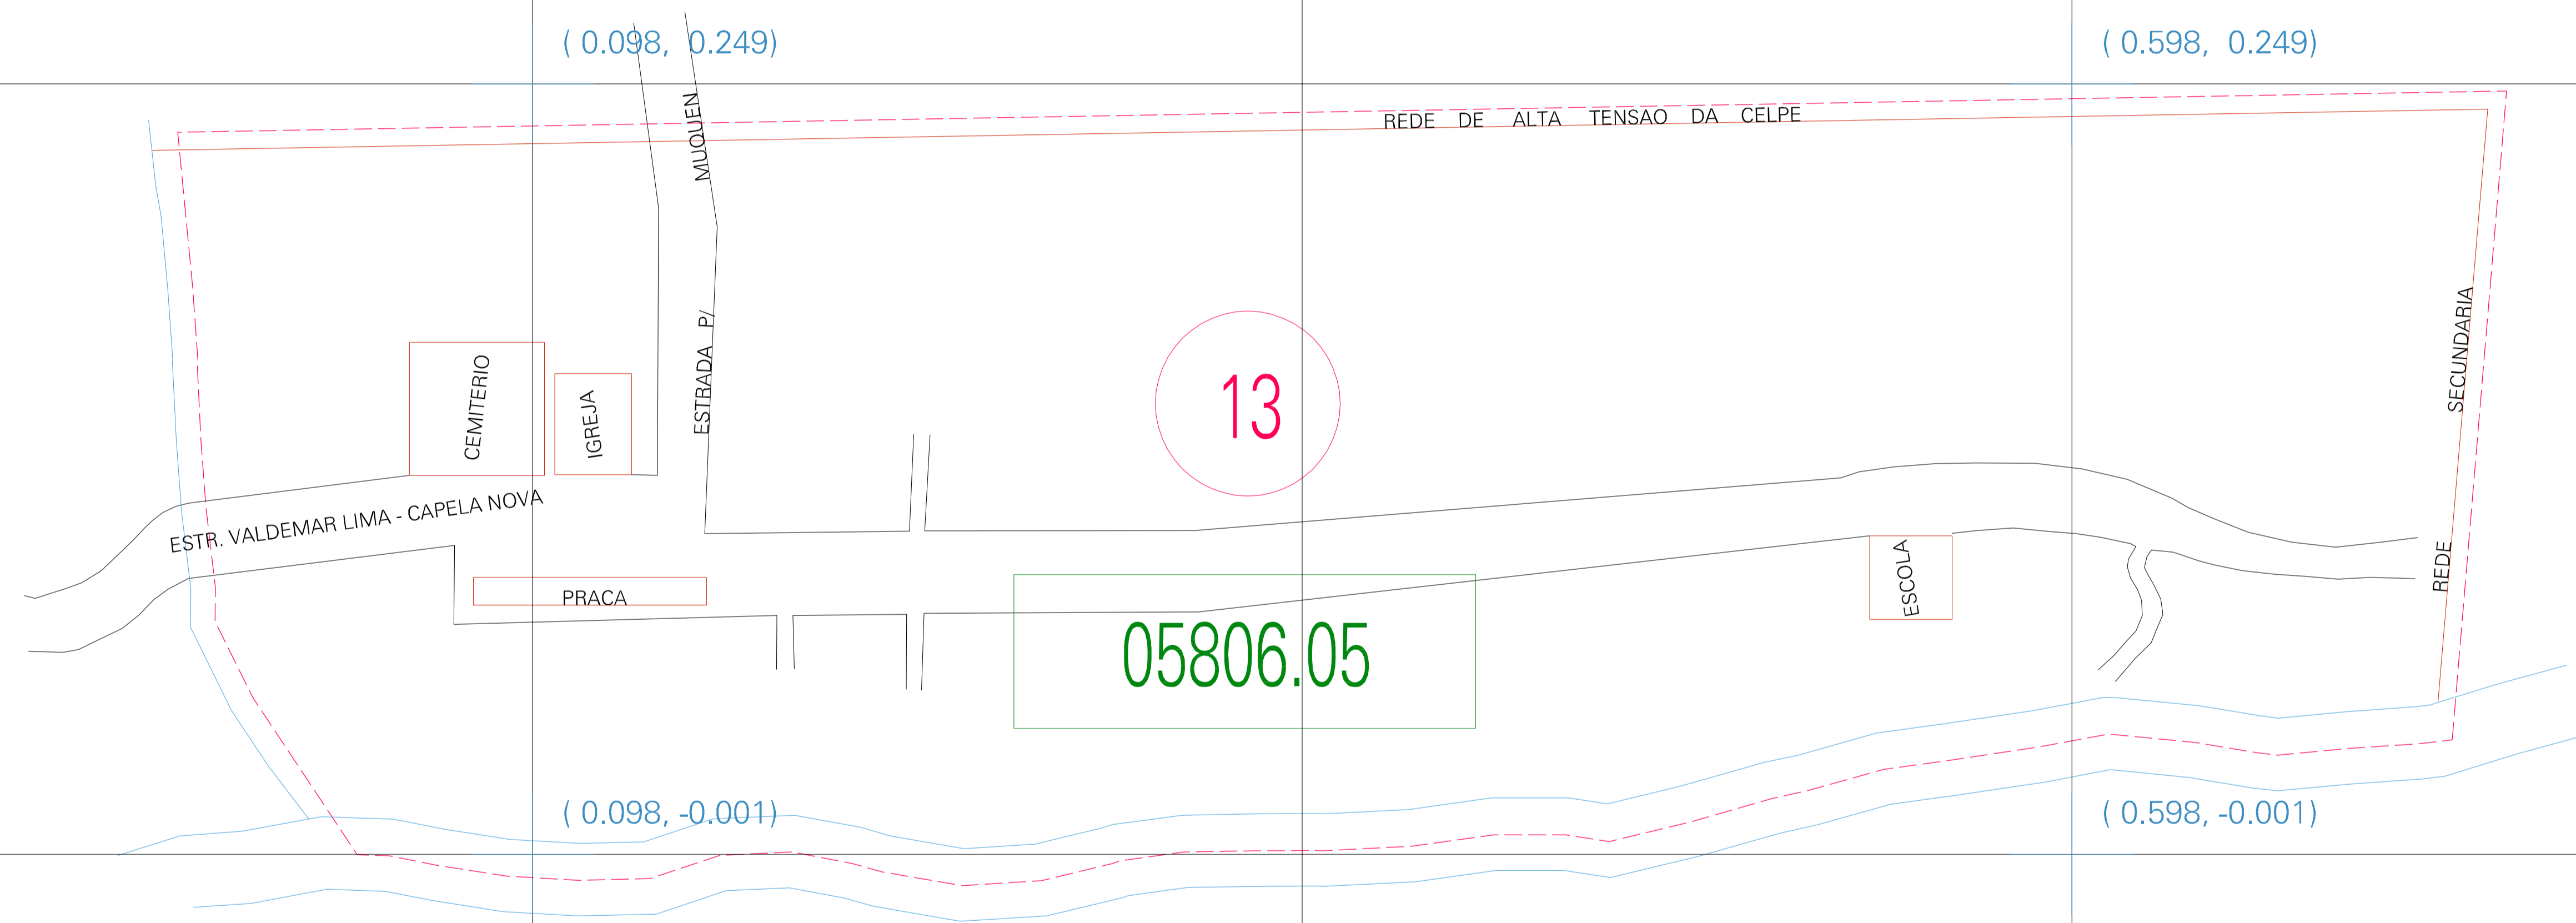 ( 0.098, 0.249)
( 0.598, 0.249)
REDE DE ALTA TENSAO DA CELPE
ESTRADA P/ MUQUEN
REDE SECUNDARIA
CEMITERIO
IGREJA
13
ESTR. VALDEMAR LIMA - CAPELA NOVA
PRACA
ESCOLA
05806.05
( 0.098, -0.001)
( 0.598, -0.001)